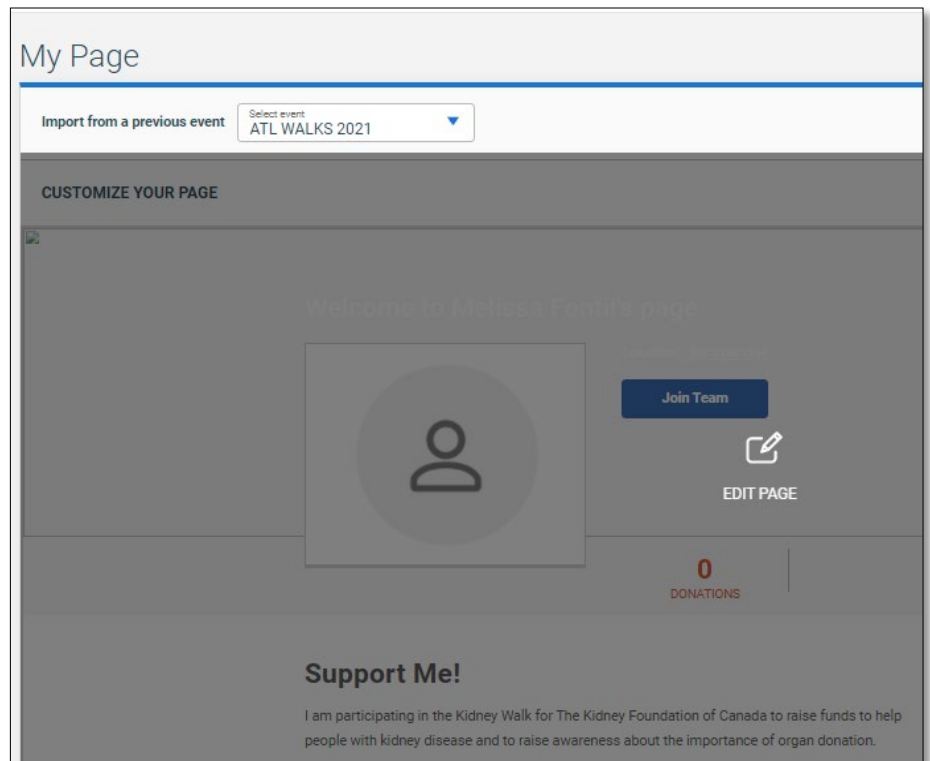 My Page
Import from a previous event
Select event
ATL WALKS 2021
CUSTOMIZE YOUR PAGE
Welcome to Melissa Fontil's page
Join Team
EDIT PAGE
0
DONATIONS
Support Me!
I am participating in the Kidney Walk for The Kidney Foundation of Canada to raise funds to help
people with kidney disease and to raise awareness about the importance of organ donation.